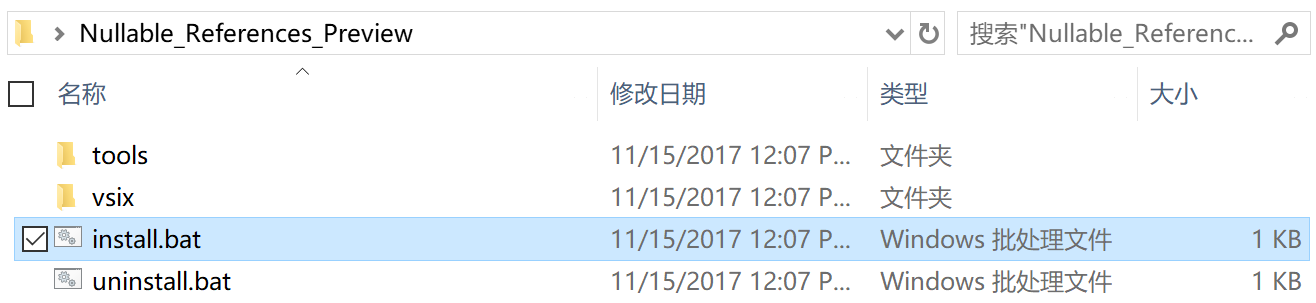 Nullable_References_Preview 搜索"Nullable_Referenc...
名称 修改日期 类型 大小
tools 11/15/2017 12:07 P... 文件夹
vsix 11/15/2017 12:07 P... 文件夹
install.bat 11/15/2017 12:07 P... Windows 批处理文件 1 KB
uninstall.bat 11/15/2017 12:07 P... Windows 批处理文件 1 KB